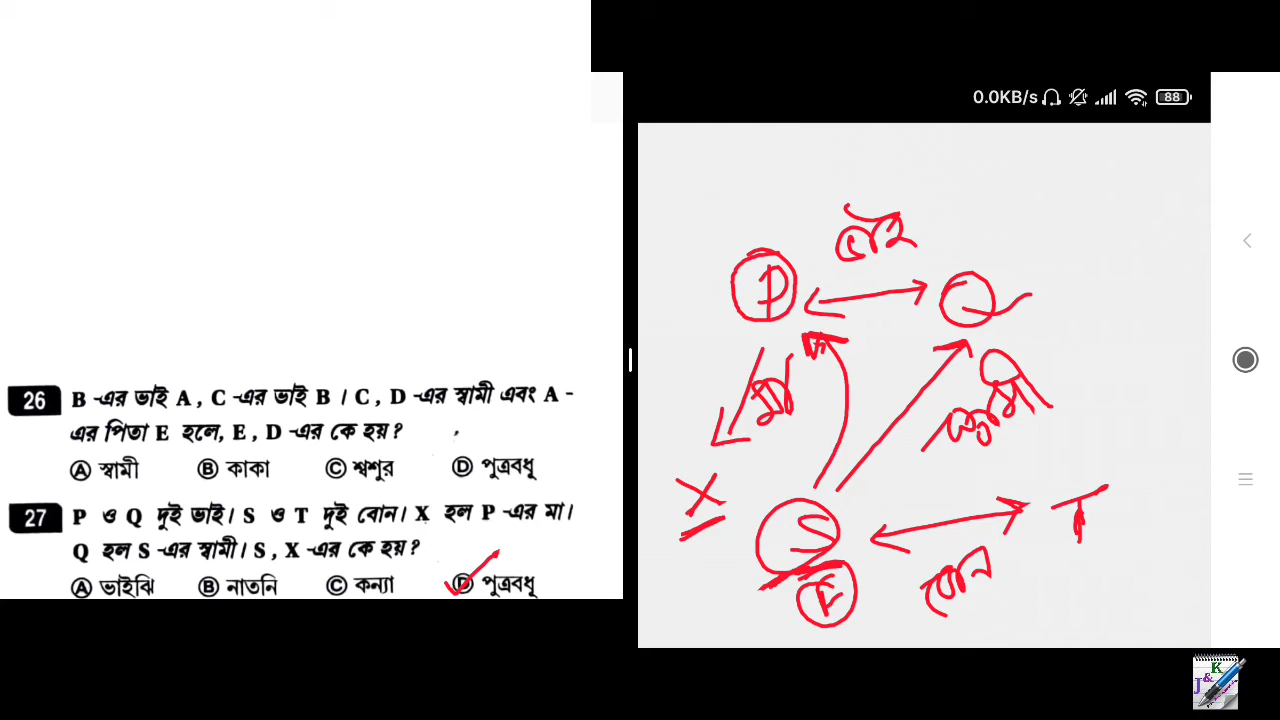 0.0KB/s 88
26 B -এর ভাই A , C -এর ভাই B । C , D -এর স্বামী এবং A -
এর পিতা E হলে, E , D -এর কে হয় ?
A স্বামী B কাকা C শ্বশুর D পুত্রবধূ
27 P ও Q দুই ভাই। S ও T দুই বোন। X হল P -এর মা।
Q হল S -এর স্বামী। S , X -এর কে হয় ?
A ভাইঝি B নাতনি C কন্যা D পুত্রবধূ
ভাই
P Q
মা
স্বামী
X S T
F বোন
J & K